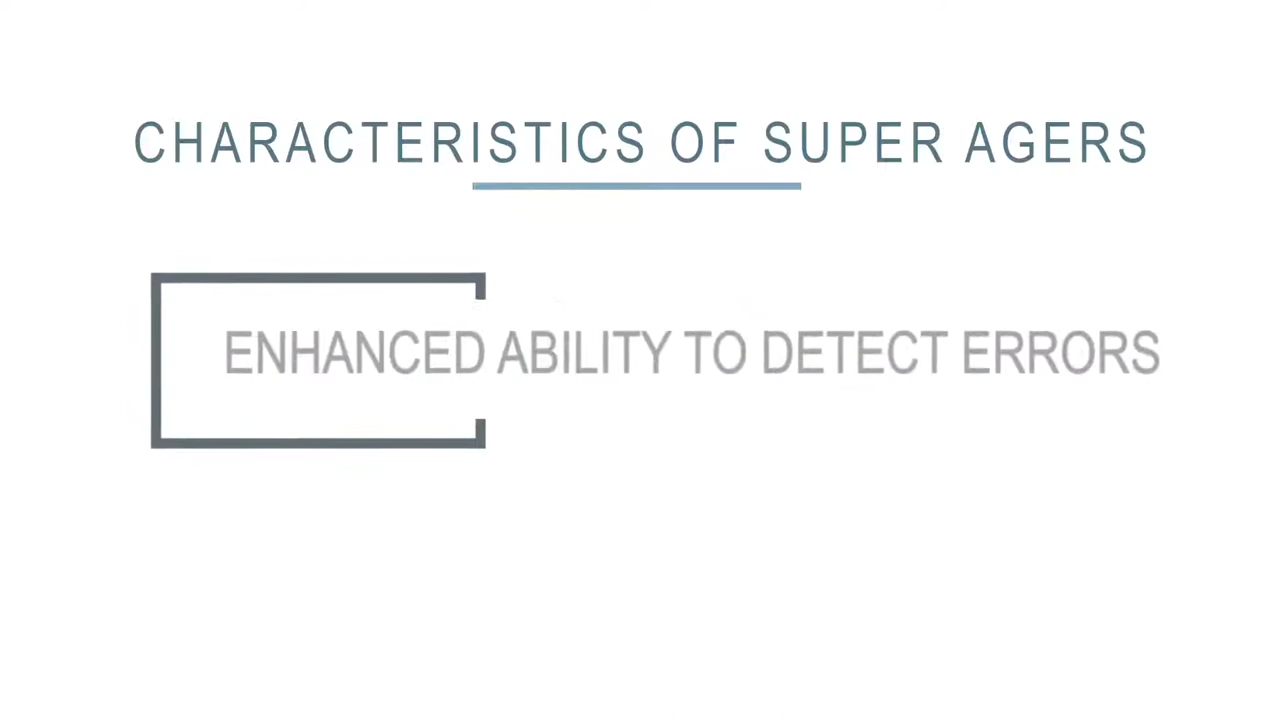 CHARACTERISTICS OF SUPER AGERS
ENHANCED ABILITY TO DETECT ERRORS